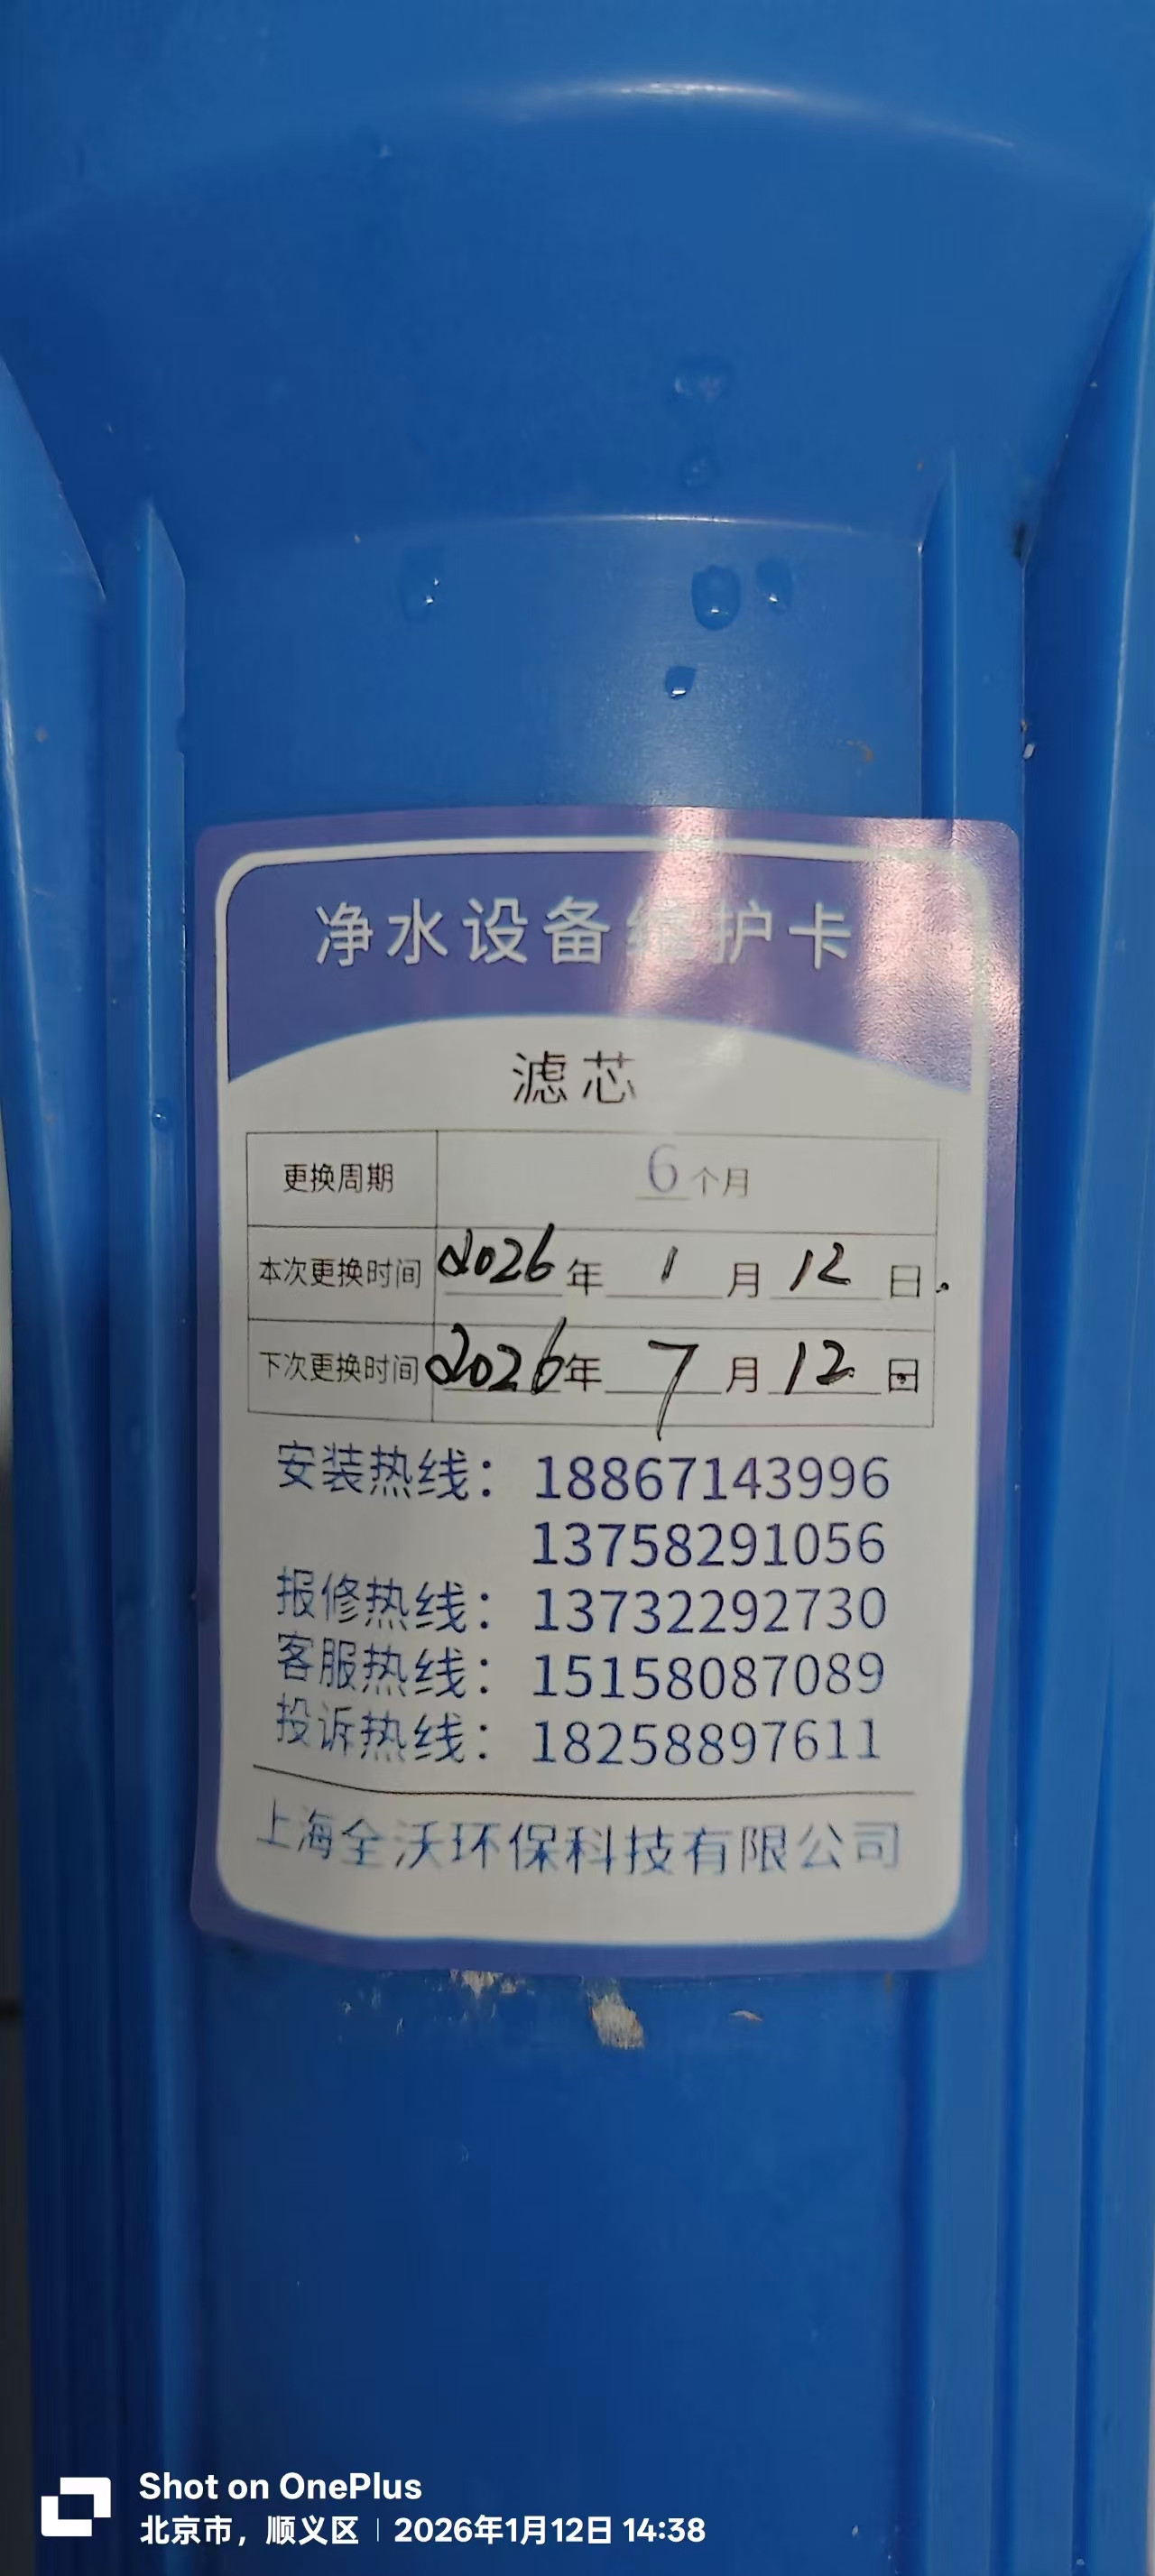 净水设备维护卡
滤芯
更换周期 6个月
本次更换时间 2026年1月12日
下次更换时间 2026年7月12日
安装热线：18867143996
13758291056
报修热线：13732292730
客服热线：15158087089
投诉热线：18258897611
上海全沃环保科技有限公司
Shot on OnePlus
北京市，顺义区 | 2026年1月12日 14:38